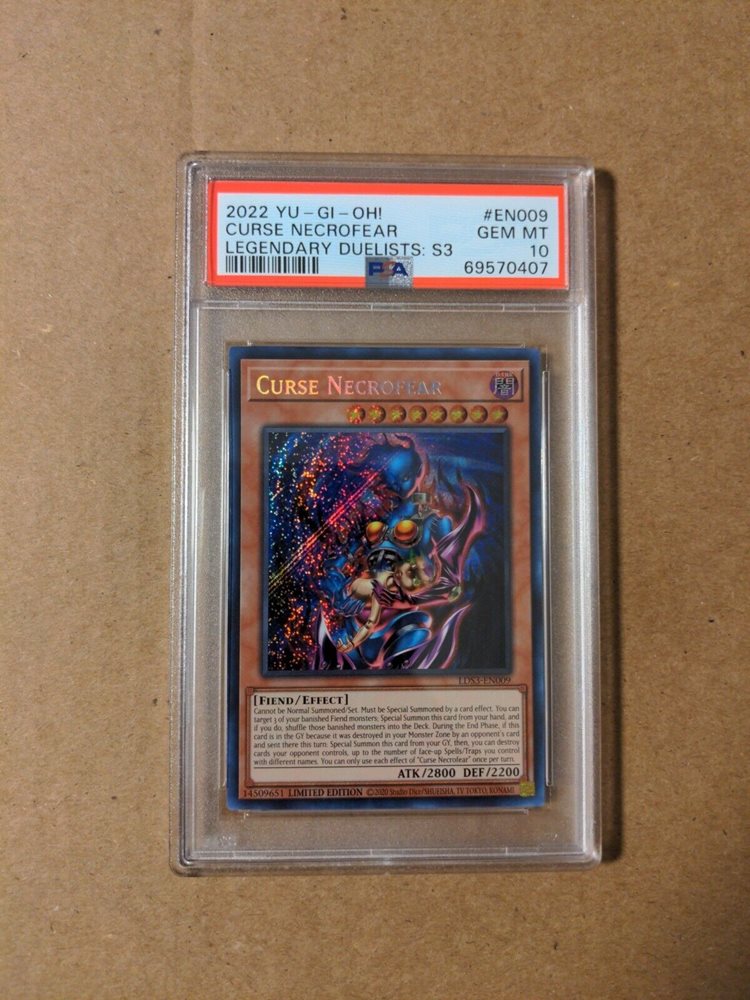 2022 YU-GI-OH! #EN009
CURSE NECROFEAR GEM MT
LEGENDARY DUELISTS: S3 10
PSA 69570407
CURSE NECROFEAR 闇
LDS3-EN009
[FIEND/EFFECT]
Cannot be Normal Summoned/Set. Must be Special Summoned by a card effect. You can
target 3 of your banished Fiend monsters; Special Summon this card from your hand, and
if you do, shuffle those banished monsters into the Deck. During the End Phase, if this
card is in the GY because it was destroyed in your Monster Zone by an opponent's card
and sent there this turn: Special Summon this card from your GY, then, you can destroy
cards your opponent controls, up to the number of face-up Spells/Traps you control
with different names. You can only use each effect of "Curse Necrofear" once per turn.
ATK/2800 DEF/2200
14509651 LIMITED EDITION ©2020 Studio Dice/SHUEISHA, TV TOKYO, KONAMI